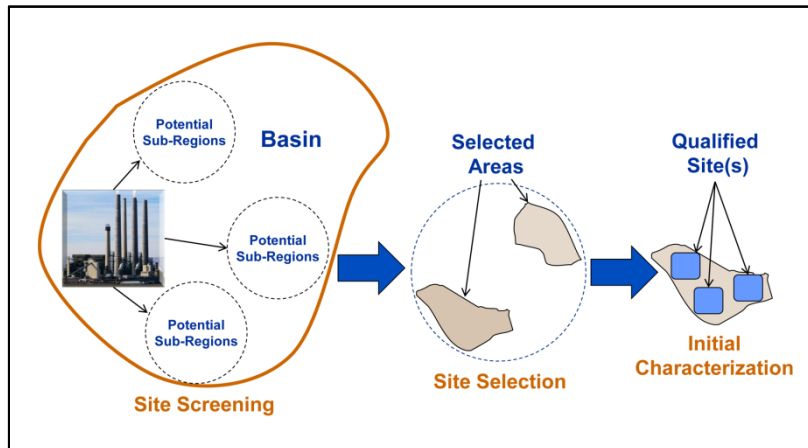 Potential
Sub-Regions
Basin
Potential
Sub-Regions
Potential
Sub-Regions
Site Screening
Selected
Areas
Site Selection
Qualified
Site(s)
Initial
Characterization